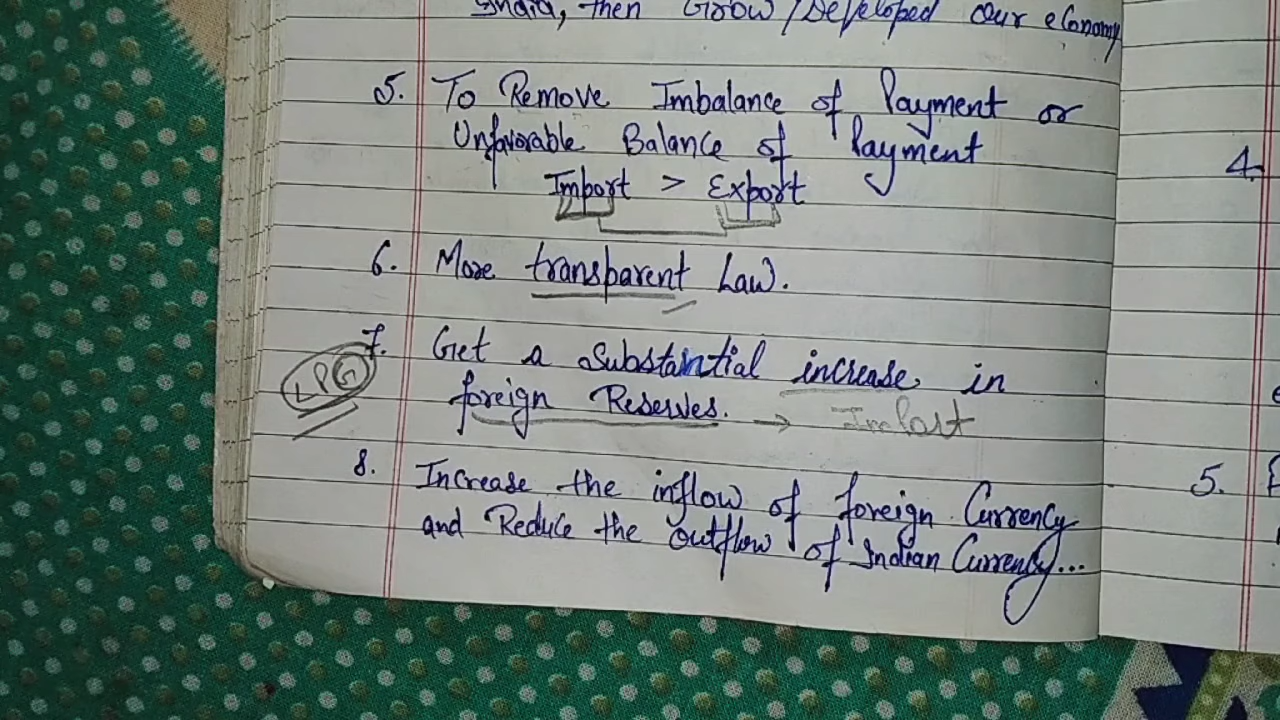 India, then Grow/Developed our economy
5. To Remove Imbalance of Payment or
Unfavorable Balance of Payment
Import > Export
6. More transparent Law.
7. Get a substantial increase in
LPG
foreign Reserves. →
8. Increase the inflow of foreign Currency
and Reduce the outflow of Indian Currency...
4.
5.